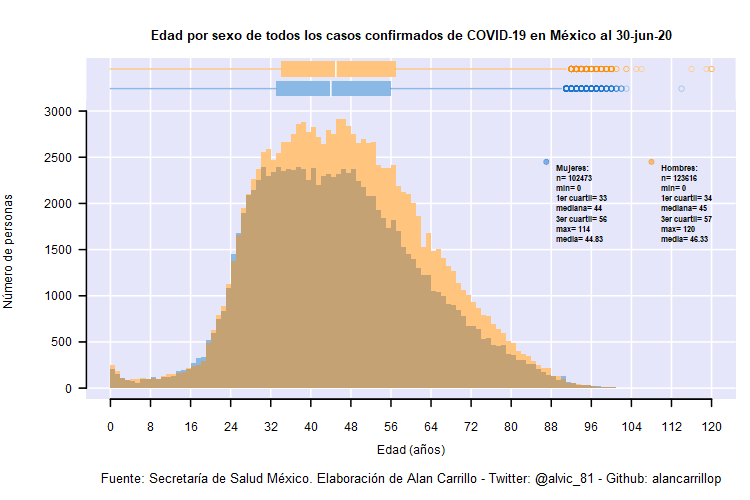 Edad por sexo de todos los casos confirmados de COVID-19 en México al 30-jun-20
Número de personas
3000
2500
2000
1500
1000
500
0
Mujeres:
n= 102473
min= 0
1er cuartil= 33
mediana= 44
3er cuartil= 56
max= 114
media= 44.83
Hombres:
n= 123616
min= 0
1er cuartil= 34
mediana= 45
3er cuartil= 57
max= 120
media= 46.33
0 8 16 24 32 40 48 56 64 72 80 88 96 104 112 120
Edad (años)
Fuente: Secretaría de Salud México. Elaboración de Alan Carrillo - Twitter: @alvic_81 - Github: alancarrillop